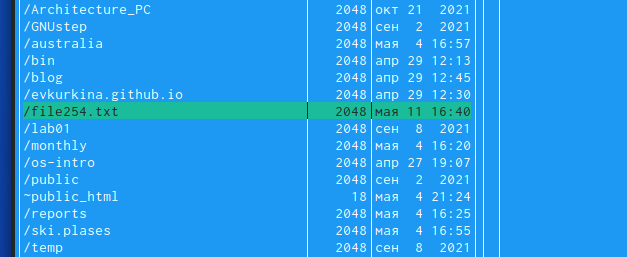 /Architecture_PC 2048 окт 21 2021
/GNUstep 2048 сен 2 2021
/australia 2048 мая 4 16:57
/bin 2048 апр 29 12:13
/blog 2048 апр 29 12:45
/evkurkina.github.io 2048 апр 29 12:30
/file254.txt 2048 мая 11 16:40
/lab01 2048 сен 8 2021
/monthly 2048 мая 4 16:20
/os-intro 2048 апр 27 19:07
/public 2048 сен 2 2021
~public_html 18 мая 4 21:24
/reports 2048 мая 4 16:25
/ski.plases 2048 мая 4 16:55
/temp 2048 сен 8 2021